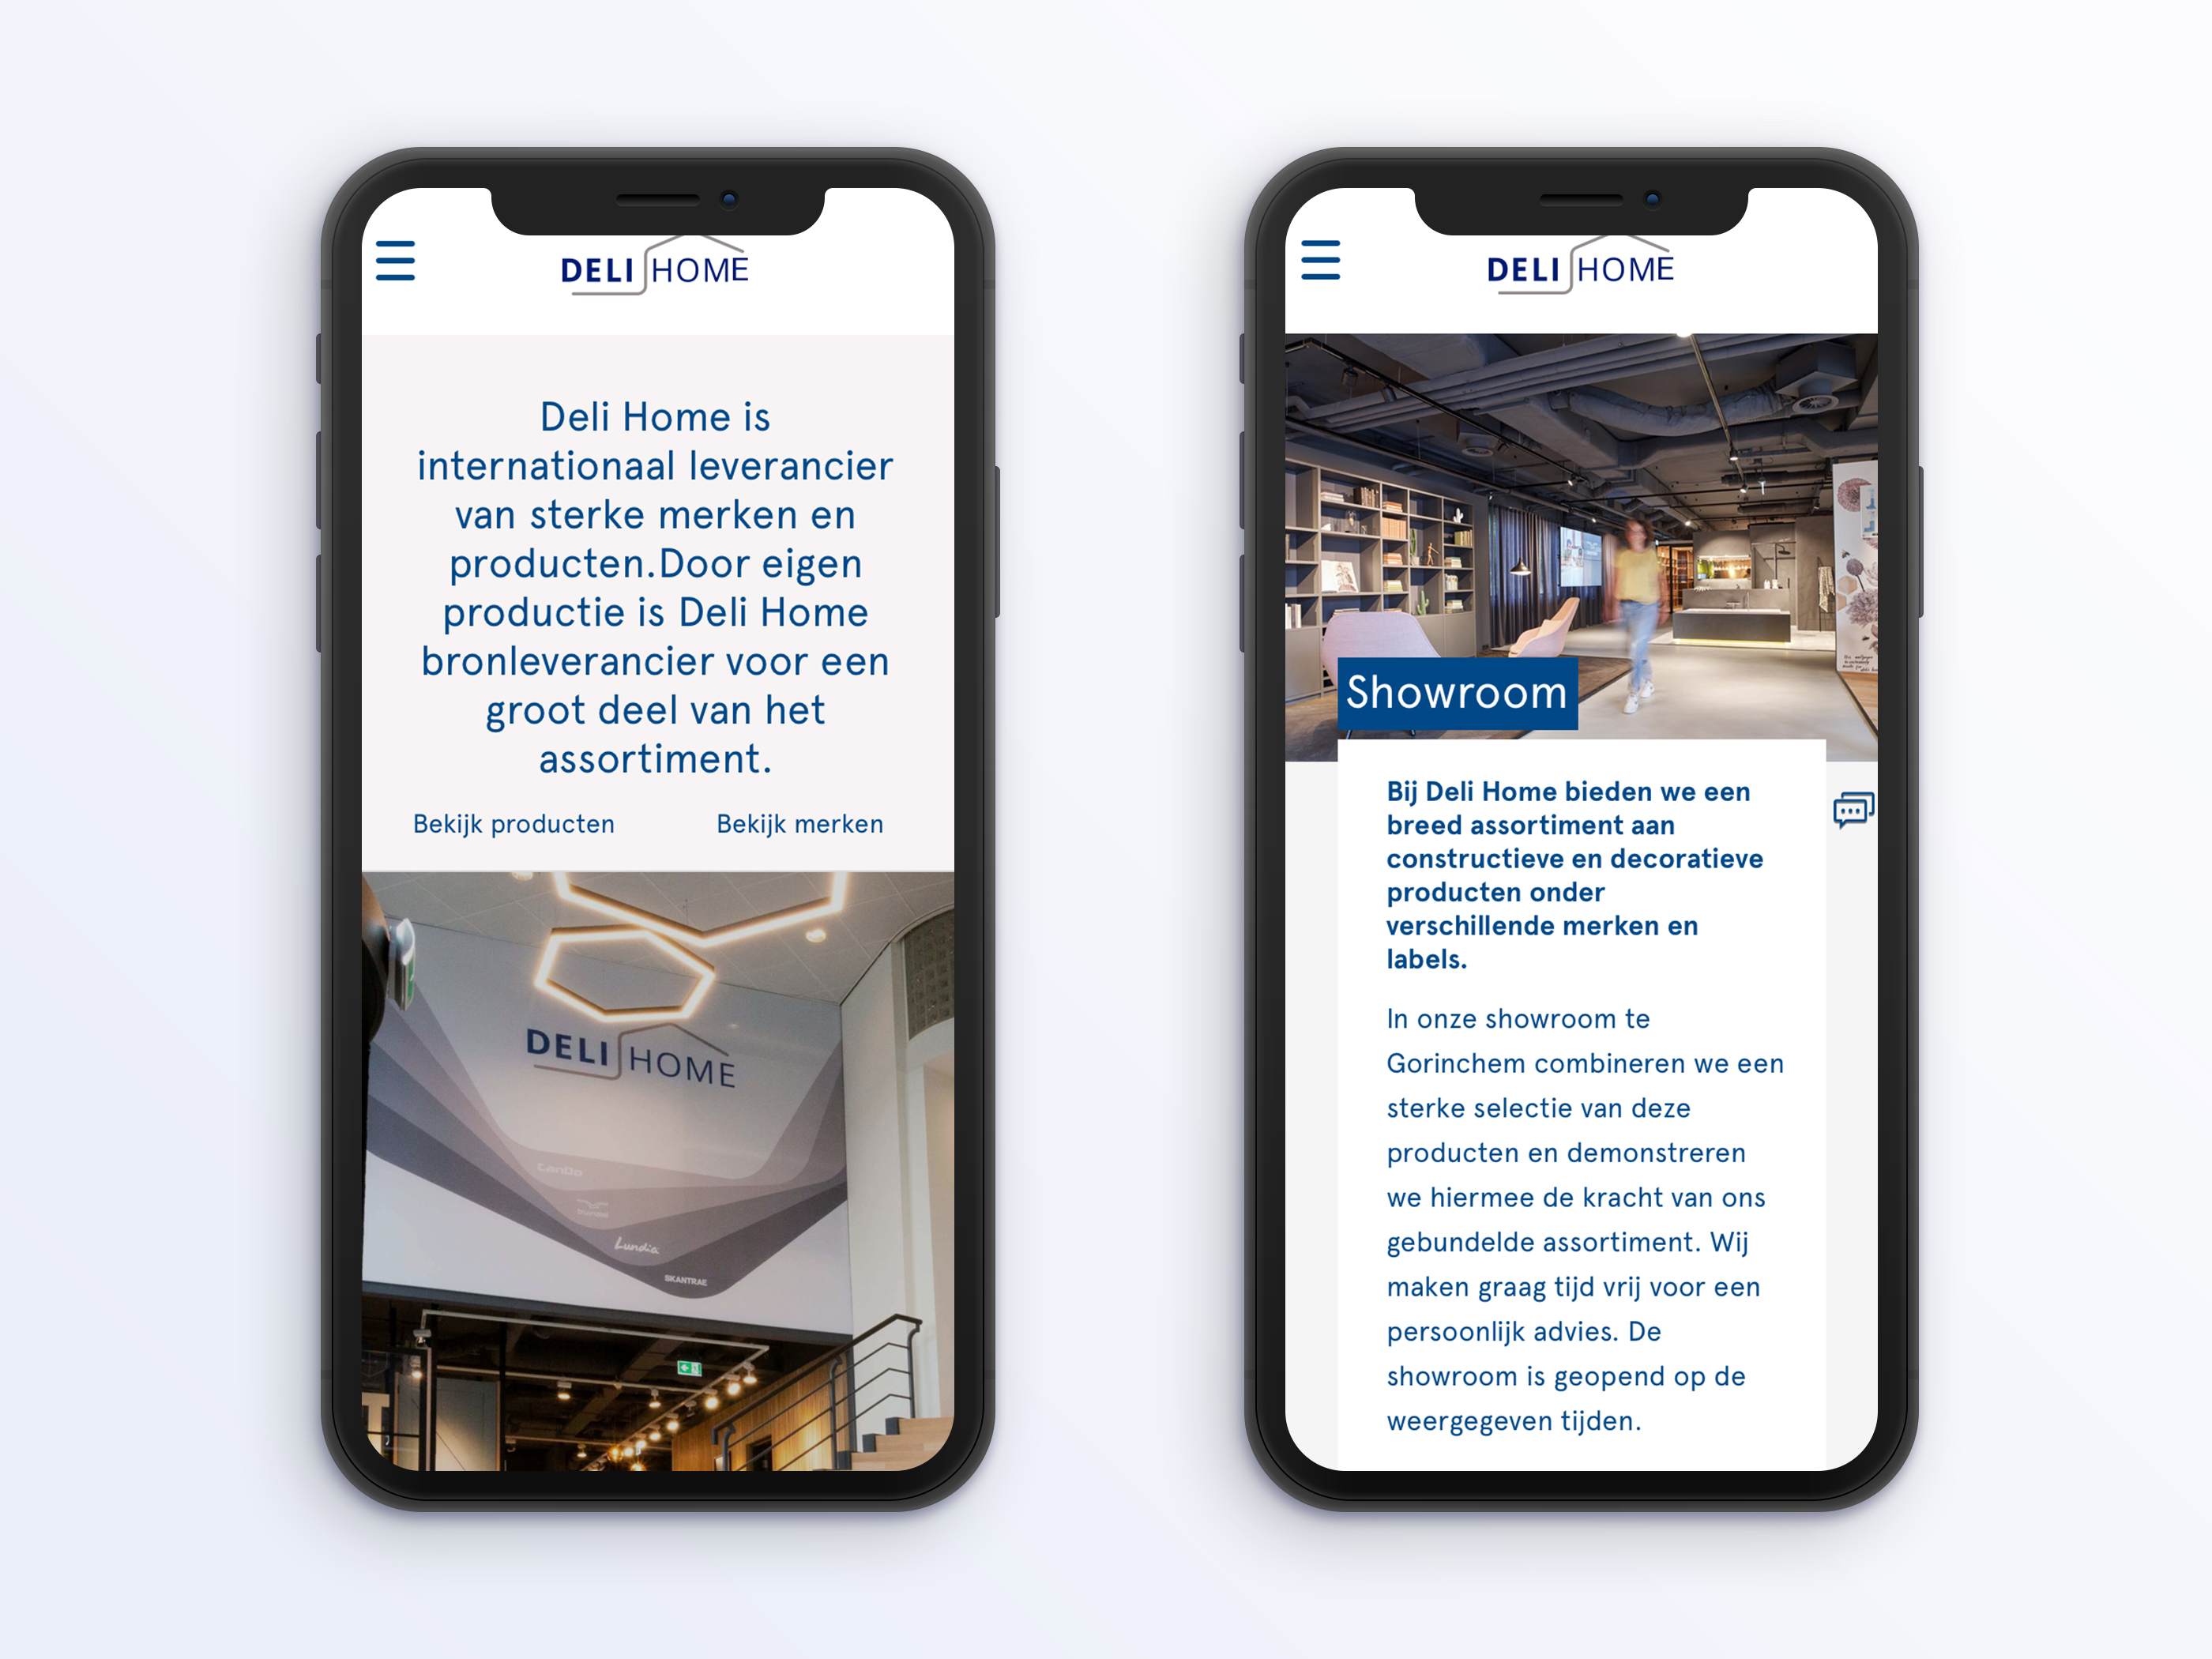 DELI HOME
Deli Home is
internationaal leverancier
van sterke merken en
producten.Door eigen
productie is Deli Home
bronleverancier voor een
groot deel van het
assortiment.
Bekijk producten
Bekijk merken
DELI HOME
CanDo
Lundia
SKANTRAE
DELI HOME
Showroom
Bij Deli Home bieden we een
breed assortiment aan
constructieve en decoratieve
producten onder
verschillende merken en
labels.
In onze showroom te
Gorinchem combineren we een
sterke selectie van deze
producten en demonstreren
we hiermee de kracht van ons
gebundelde assortiment. Wij
maken graag tijd vrij voor een
persoonlijk advies. De
showroom is geopend op de
weergegeven tijden.